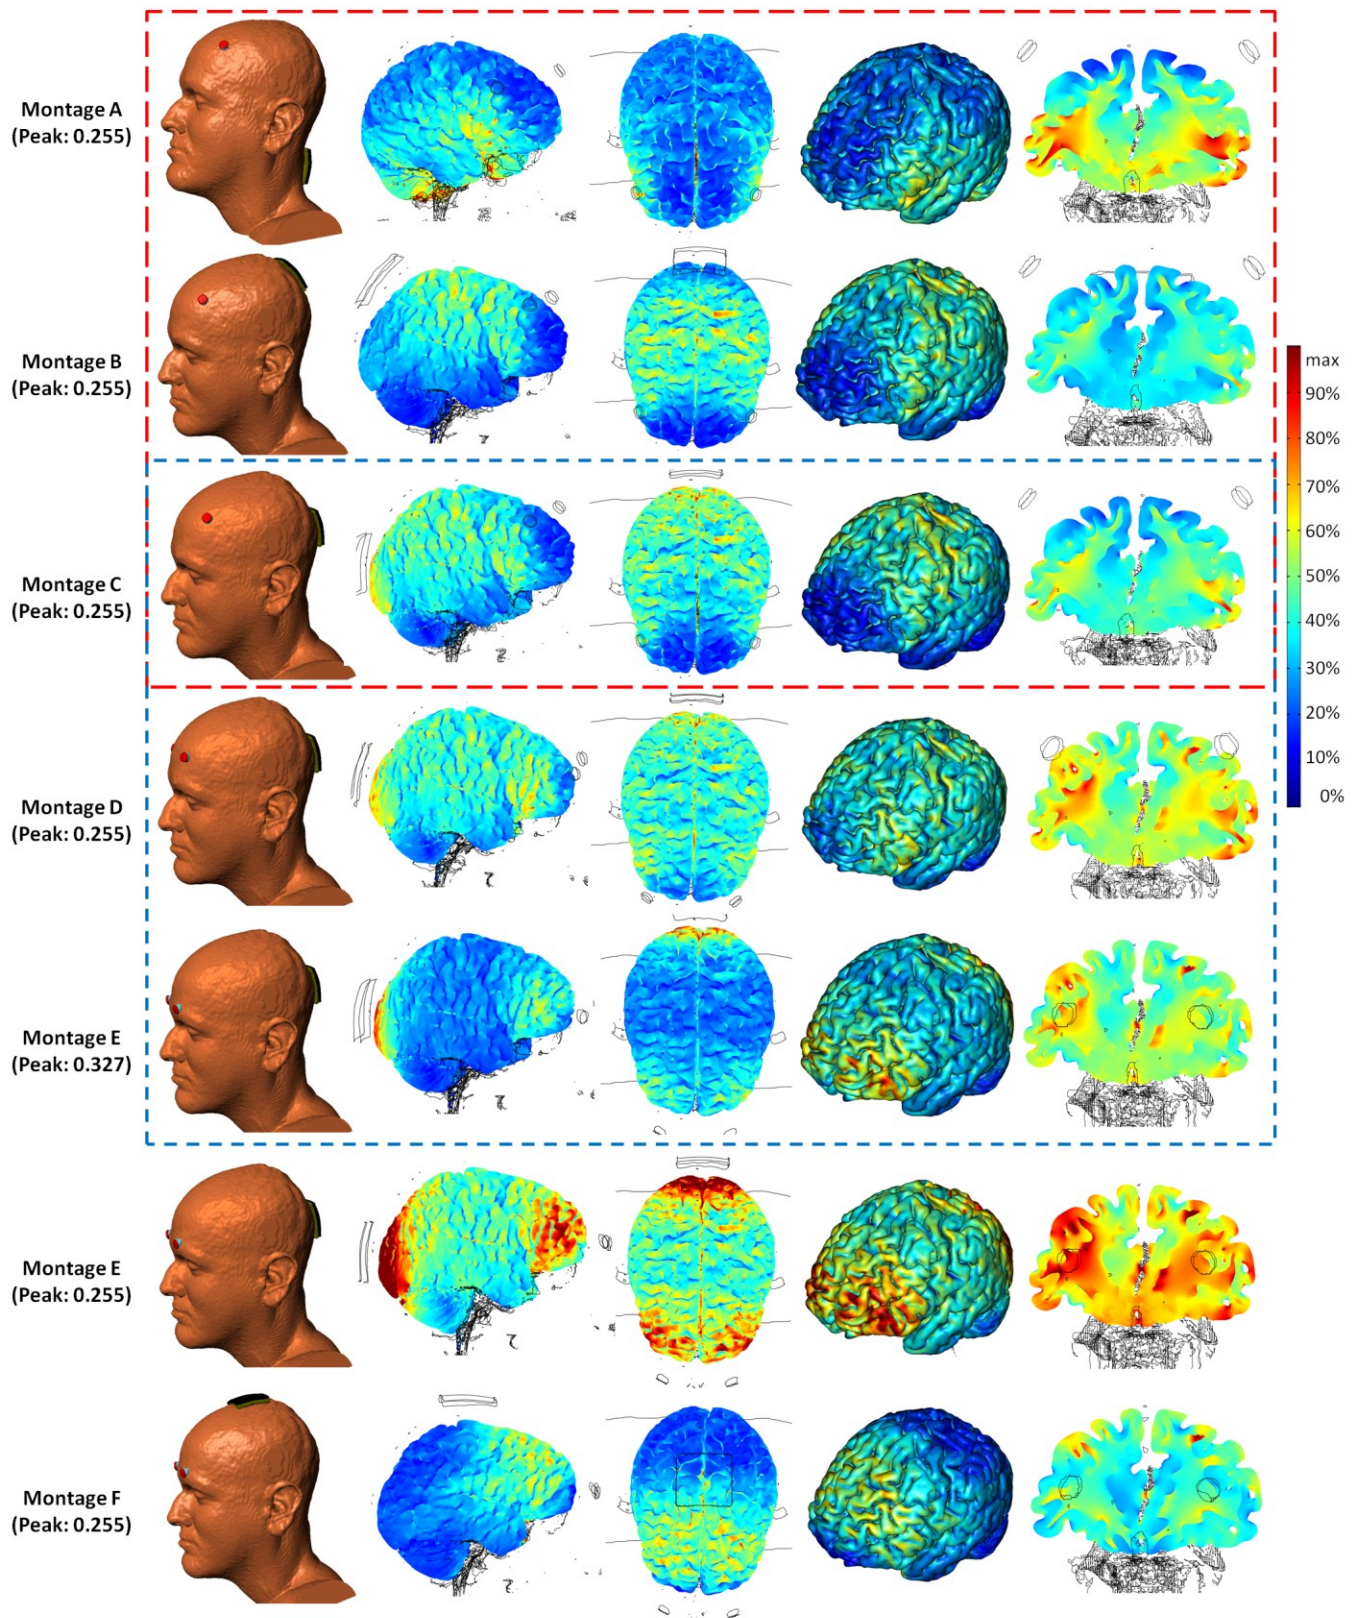 Montage A
(Peak: 0.255)
Montage B
(Peak: 0.255)
Montage C
(Peak: 0.255)
Montage D
(Peak: 0.255)
Montage E
(Peak: 0.327)
Montage E
(Peak: 0.255)
Montage F
(Peak: 0.255)
max
90%
80%
70%
60%
50%
40%
30%
20%
10%
0%